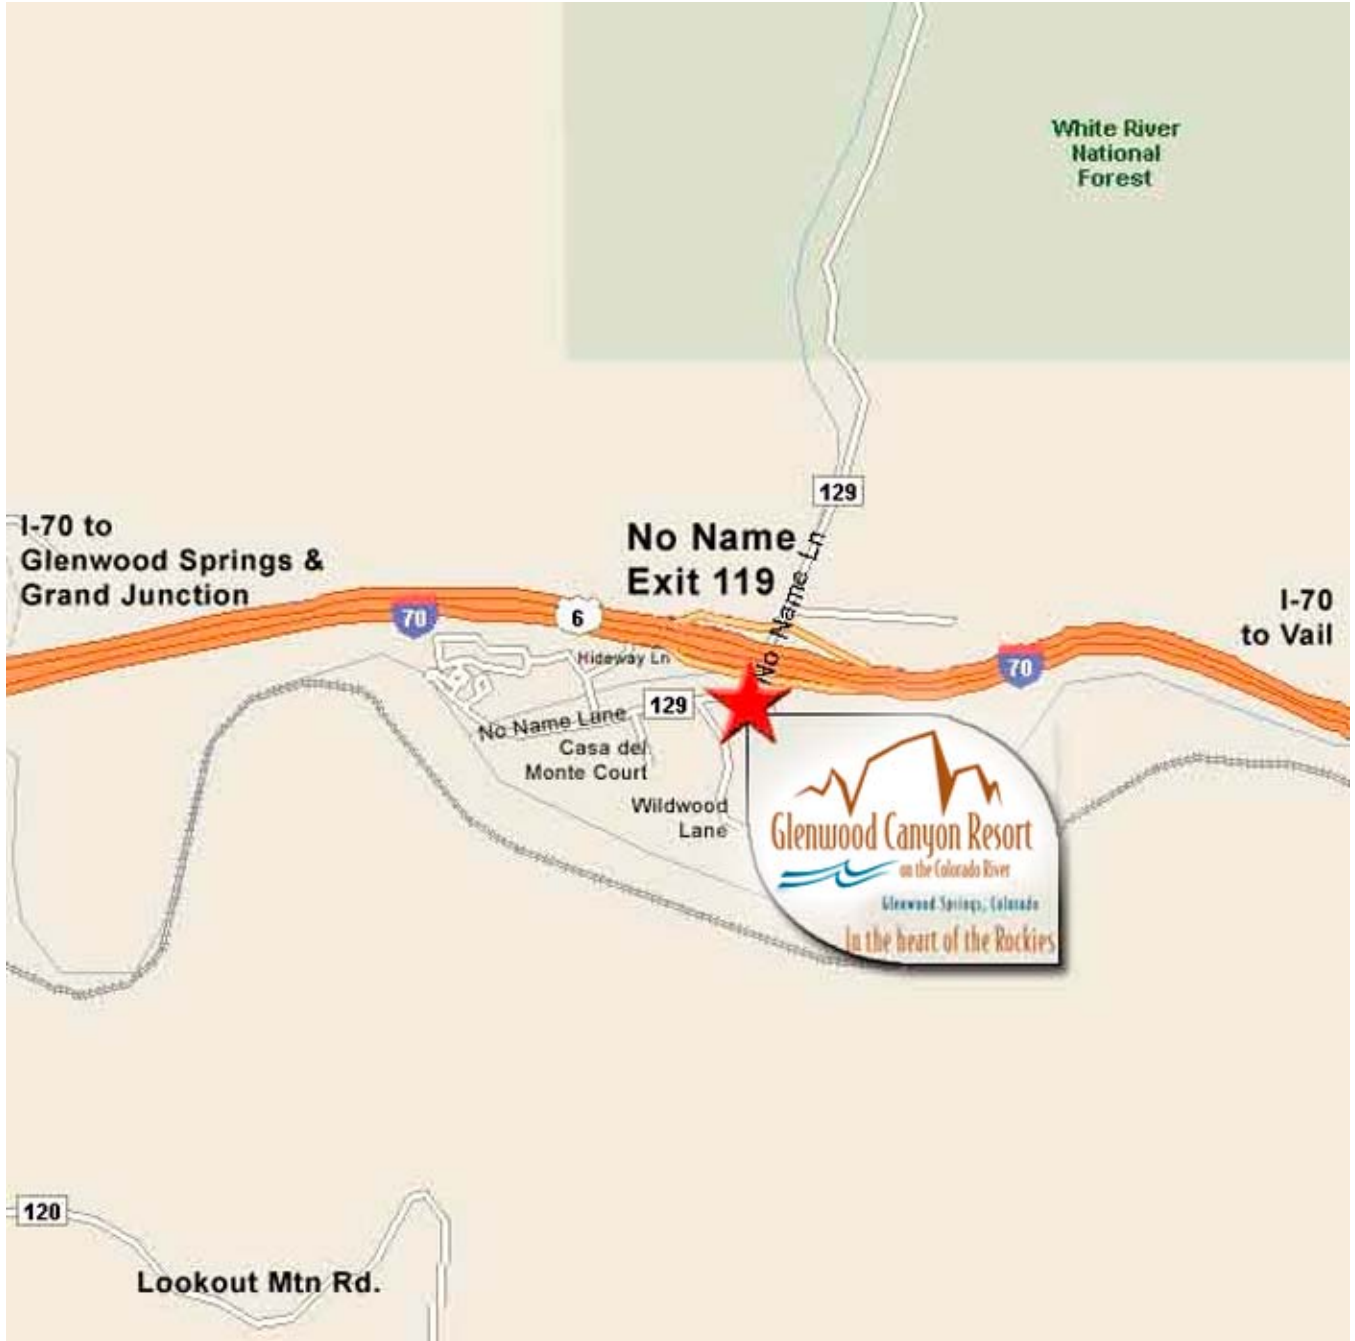 White River
National
Forest
129
I-70 to
Glenwood Springs &
Grand Junction
No Name
Exit 119
No Name Ln
I-70
to Vail
70
6
70
Hideway Ln
129
No Name Lane
Casa del
Monte Court
Wildwood
Lane
Glenwood Canyon Resort
on the Colorado River
Glenwood Springs, Colorado
In the heart of the Rockies
120
Lookout Mtn Rd.